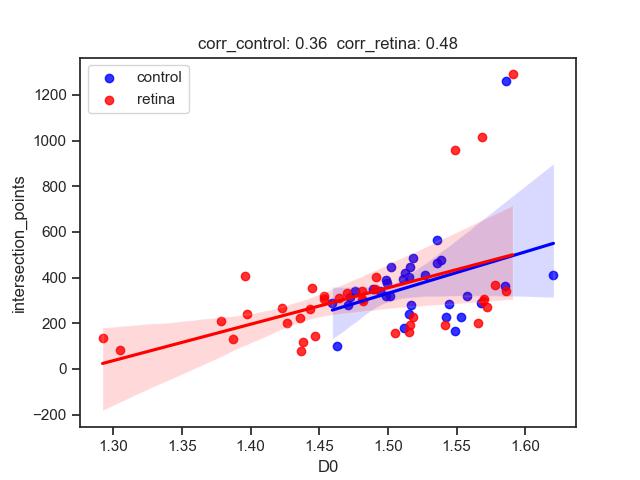 corr_control: 0.36  corr_retina: 0.48
control
retina
intersection_points
1200
1000
800
600
400
200
0
−200
1.30 1.35 1.40 1.45 1.50 1.55 1.60
D0